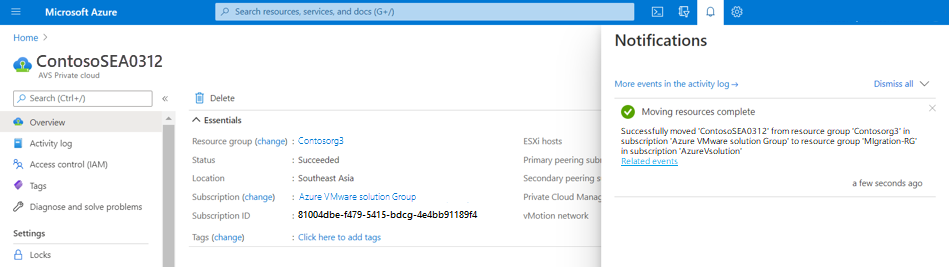 Microsoft Azure
Search resources, services, and docs (G+/)
Home >
ContosoSEA0312
AVS Private cloud
Search (Ctrl+/)
«
Delete
Overview
Activity log
Access control (IAM)
Tags
Diagnose and solve problems
Settings
Locks
Essentials
Resource group (change) : Contosorg3
Status : Succeeded
Location : Southeast Asia
Subscription (change) : Azure VMware solution Group
Subscription ID : 81004dbe-f479-5415-bdcg-4e4bb91189f4
Tags (change) : Click here to add tags
ESXi hosts
Primary peering sub
Secondary peering su
Private Cloud Manag
vMotion network
Notifications
More events in the activity log →
Dismiss all
Moving resources complete
Successfully moved 'ContosoSEA0312' from resource group 'Contosorg3' in
subscription 'Azure VMware solution Group' to resource group 'MIgration-RG'
in subscription 'AzureVsolution'
Related events
a few seconds ago